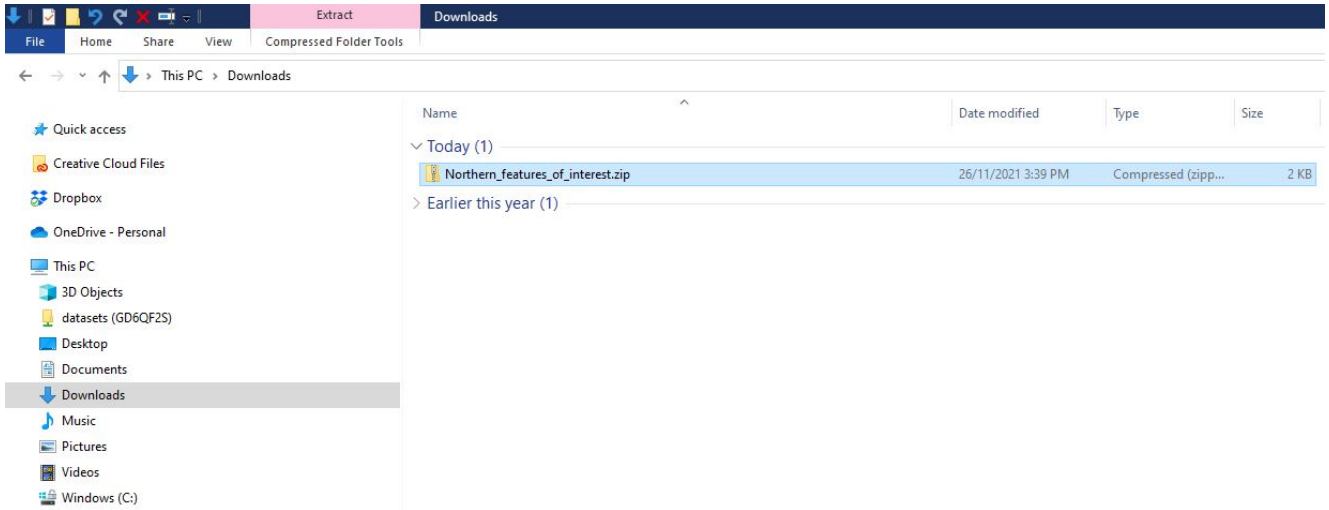 Extract
Downloads
File Home Share View Compressed Folder Tools
This PC Downloads
Name Date modified Type Size
Quick access
Today (1)
Creative Cloud Files
Northern_features_of_interest.zip 26/11/2021 3:39 PM Compressed (zipp... 2 KB
Dropbox
Earlier this year (1)
OneDrive - Personal
This PC
3D Objects
datasets (GD6QF2S)
Desktop
Documents
Downloads
Music
Pictures
Videos
Windows (C:)